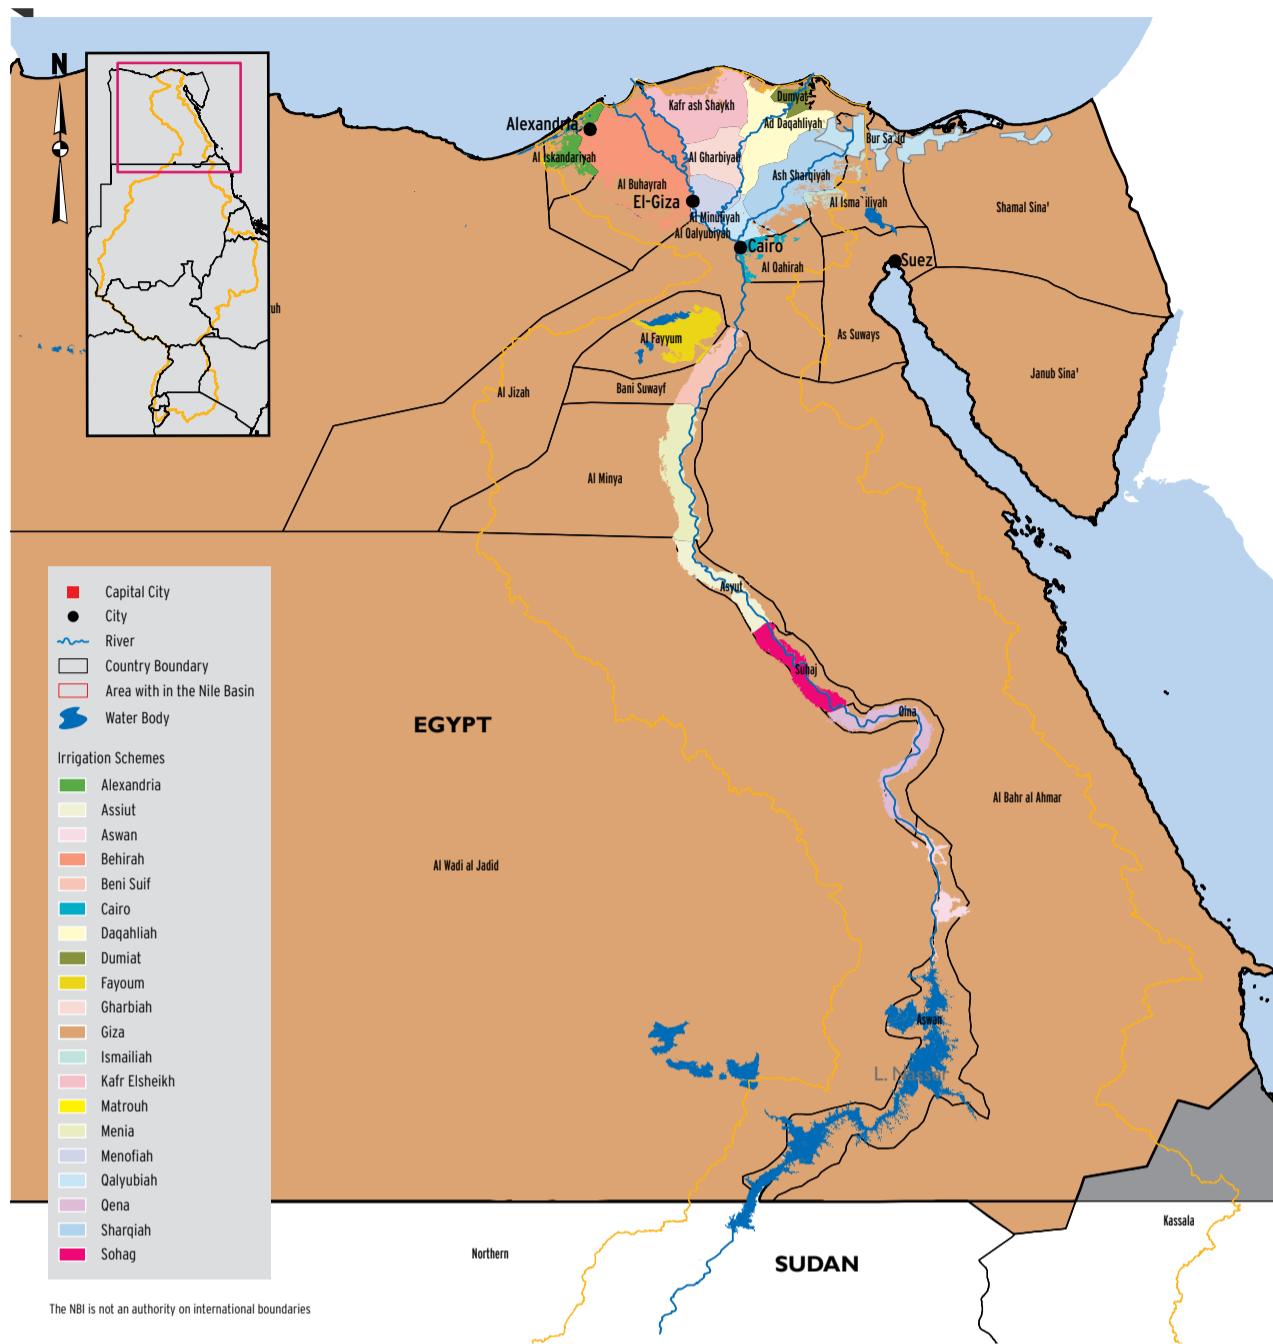 N
Alexandria
Kafr ash Shaykh
Dumyat
Ad Daqahliyah
Bur Sa`id
Al Iskandariyah
Al Gharbiyah
Ash Sharqiyah
Al Buhayrah
El-Giza
Al Minufiyah
Al Isma`iliyah
Shamal Sina'
Al Qalyubiyah
Cairo
Al Qahirah
Suez
ruh
Al Fayyum
As Suways
Janub Sina'
Al Jizah
Bani Suwayf
Al Minya
Asyut
Suhaj
Qina
EGYPT
Al Bahr al Ahmar
Al Wadi al Jadid
Aswan
L. Nasser
Kassala
Northern
SUDAN
Capital City
City
River
Country Boundary
Area with in the Nile Basin
Water Body
Irrigation Schemes
Alexandria
Assiut
Aswan
Behirah
Beni Suif
Cairo
Daqahliah
Dumiat
Fayoum
Gharbiah
Giza
Ismailiah
Kafr Elsheikh
Matrouh
Menia
Menofiah
Qalyubiah
Qena
Sharqiah
Sohag
The NBI is not an authority on international boundaries